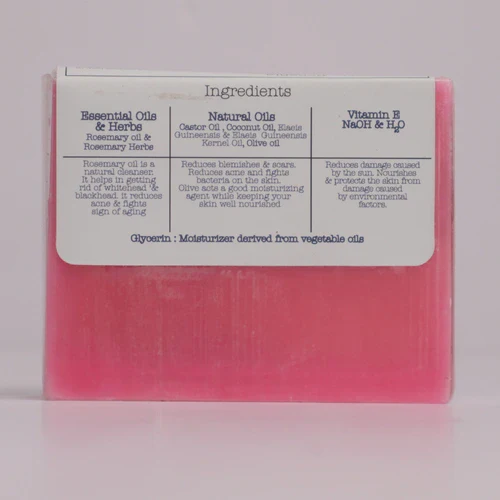 Ingredients
Essential Oils
& Herbs
Rosemary oil &
Rosemary Herbs
Natural Oils
Castor Oil , Coconut Oil, Elaeis
Guineensis & Elaeis Guineensis
Kernel Oil, Olive oil
Vitamin E
NaOH & H2O
Rosemary oil is a
natural cleanser.
It helps in getting
rid of whitehead &
blackhead. it reduces
acne & fights
sign of aging
Reduces blemishes & scars.
Reduces acne and fights
bacteria on the skin.
Olive acts a good moisturizing
agent while keeping your
skin well nourished
Reduces damage caused
by the sun. Nourishes
& protects the skin from
damage caused
by environmental
factors.
Glycerin : Moisturizer derived from vegetable oils